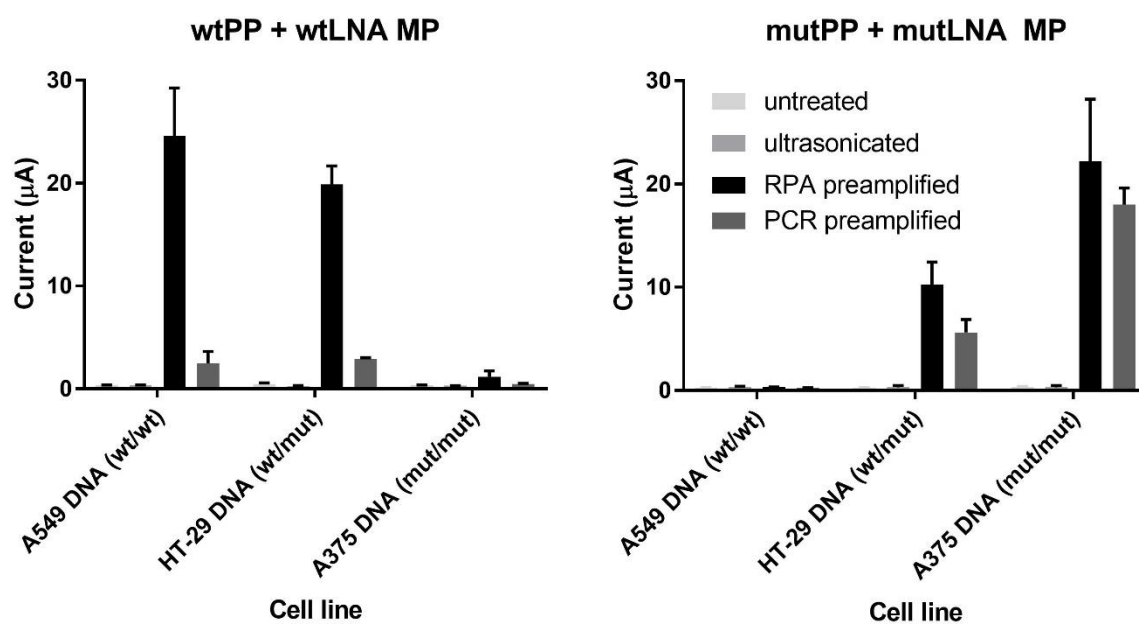 wtPP + wtLNA MP
Current (µA)
30
20
10
0
A549 DNA (wt/wt)
HT-29 DNA (wt/mut)
A375 DNA (mut/mut)
Cell line
mutPP + mutLNA MP
Current (µA)
30
20
10
0
untreated
ultrasonicated
RPA preamplified
PCR preamplified
A549 DNA (wt/wt)
HT-29 DNA (wt/mut)
A375 DNA (mut/mut)
Cell line